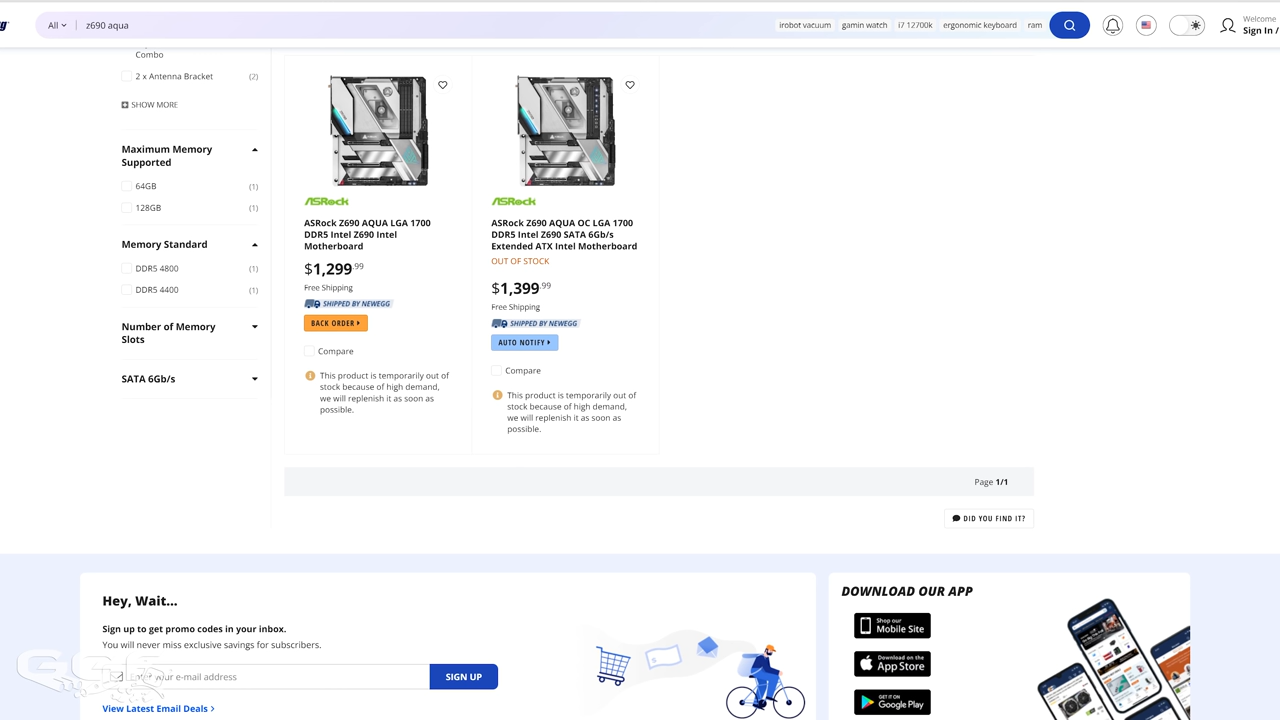 All
z690 aqua
irobot vacuum
gamin watch
i7 12700k
ergonomic keyboard
ram
Welcome
Sign In /
Combo
2 x Antenna Bracket (2)
SHOW MORE
Maximum Memory
Supported
64GB (1)
128GB (1)
Memory Standard
DDR5 4800 (1)
DDR5 4400 (1)
Number of Memory
Slots
SATA 6Gb/s
ASRock
ASRock Z690 AQUA LGA 1700
DDR5 Intel Z690 Intel
Motherboard
$1,299.99
Free Shipping
SHIPPED BY NEWEGG
BACK ORDER
Compare
This product is temporarily out of
stock because of high demand,
we will replenish it as soon as
possible.
ASRock
ASRock Z690 AQUA OC LGA 1700
DDR5 Intel Z690 SATA 6Gb/s
Extended ATX Intel Motherboard
OUT OF STOCK
$1,399.99
Free Shipping
SHIPPED BY NEWEGG
AUTO NOTIFY
Compare
This product is temporarily out of
stock because of high demand,
we will replenish it as soon as
possible.
Page 1/1
DID YOU FIND IT?
Hey, Wait...
Sign up to get promo codes in your inbox.
You will never miss exclusive savings for subscribers.
your e-mail address
SIGN UP
View Latest Email Deals
DOWNLOAD OUR APP
Shop our
Mobile Site
Download on the
App Store
GET IT ON
Google Play